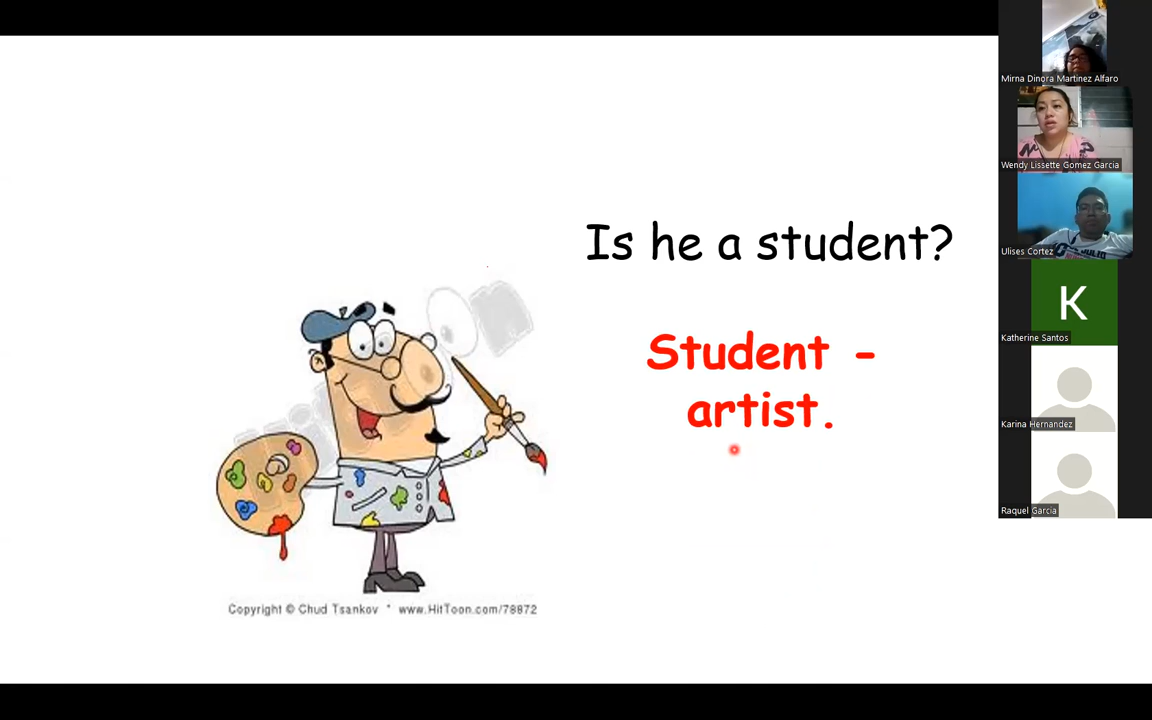 Is he a student?
Student -
artist.
Copyright © Chud Tsankov * www.HitToon.com/78872
Mirna Dinora Martinez Alfaro
Wendy Lissette Gomez Garcia
Ulises Cortez
K
Katherine Santos
Karina Hernandez
Raquel Garcia